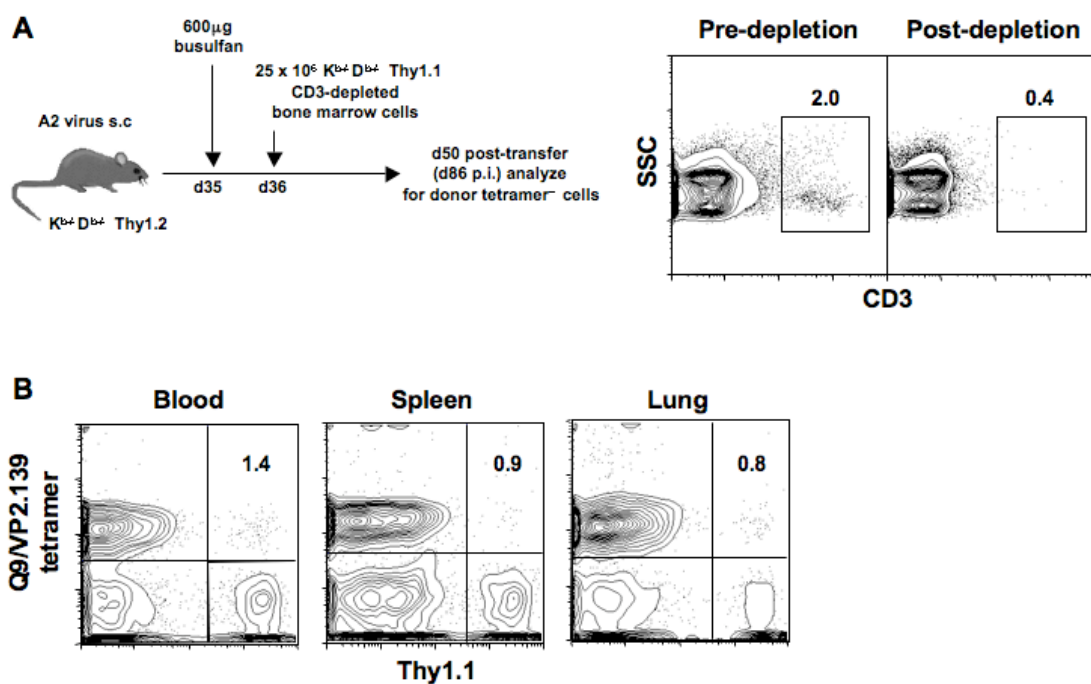 A
600µg
busulfan
25 x 10⁶ Kᵇ⁻/⁻ Dᵇ⁻/⁻ Thy1.1
CD3-depleted
bone marrow cells
A2 virus s.c
d35
d36
d50 post-transfer
(d86 p.i.) analyze
for donor tetramer⁻ cells
Kᵇ⁻/⁻ Dᵇ⁻/⁻ Thy1.2
Pre-depletion
Post-depletion
2.0
0.4
SSC
CD3
B
Blood
Spleen
Lung
1.4
0.9
0.8
Q9/VP2.139
tetramer
Thy1.1